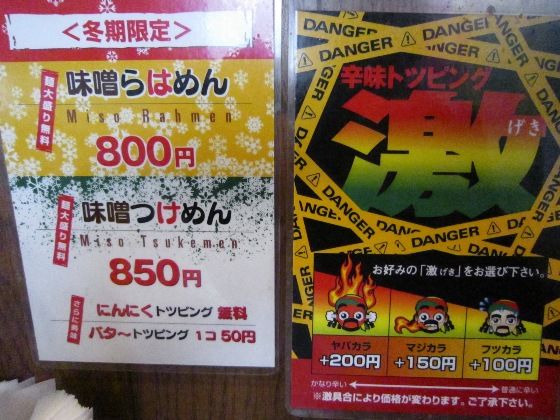 <冬期限定>
麺大盛り無料
味噌らはめん
Miso Rahmen
800円
麺大盛り無料
味噌つけめん
Miso Tsukemen
850円
さらに美味
にんにくトッピング 無料
バタ〜トッピング 1コ 50円
DANGER DANGER DANGER
辛味トッピング
激
げき
DANGER DANGER DANGER
お好みの「激げき」をお選び下さい。
ヤバカラ マジカラ フツカラ
+200円 +150円 +100円
かなり辛い 普通に辛い
※激具合により価格が変わります。ご了承下さい。